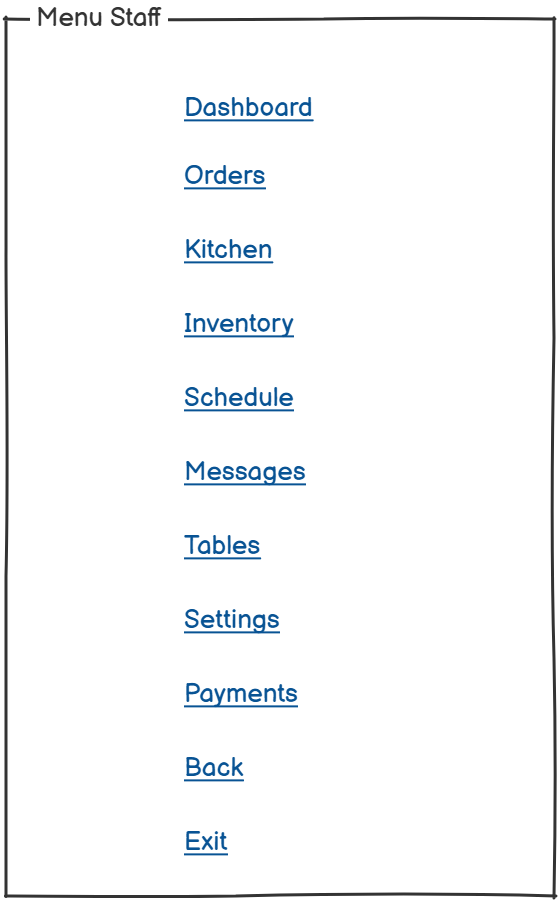 Menu Staff
Dashboard
Orders
Kitchen
Inventory
Schedule
Messages
Tables
Settings
Payments
Back
Exit